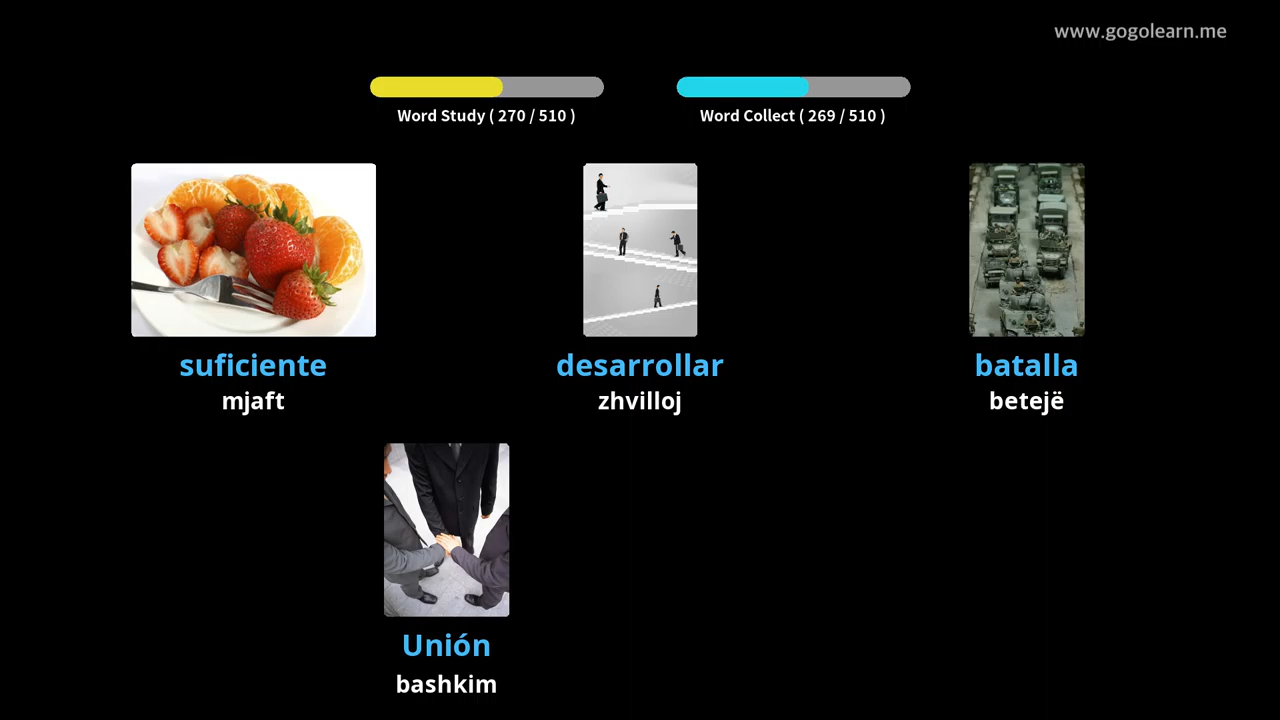 www.gogolearn.me
Word Study ( 270 / 510 )
Word Collect ( 269 / 510 )
suficiente
mjaft
desarrollar
zhvilloj
batalla
betejë
Unión
bashkim